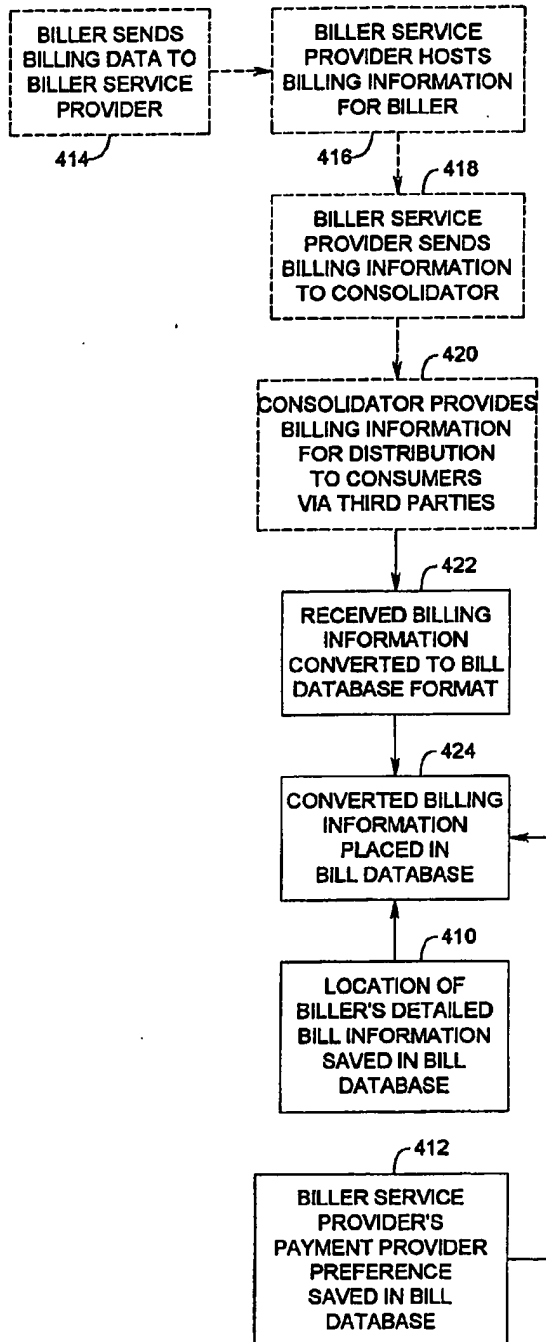 BILLER SENDS
BILLING DATA TO
BILLER SERVICE
PROVIDER
414
BILLER SERVICE
PROVIDER HOSTS
BILLING INFORMATION
FOR BILLER
416
418
BILLER SERVICE
PROVIDER SENDS
BILLING INFORMATION
TO CONSOLIDATOR
420
CONSOLIDATOR PROVIDES
BILLING INFORMATION
FOR DISTRIBUTION
TO CONSUMERS
VIA THIRD PARTIES
422
RECEIVED BILLING
INFORMATION
CONVERTED TO BILL
DATABASE FORMAT
424
CONVERTED BILLING
INFORMATION
PLACED IN
BILL DATABASE
410
LOCATION OF
BILLER'S DETAILED
BILL INFORMATION
SAVED IN BILL
DATABASE
412
BILLER SERVICE
PROVIDER'S
PAYMENT PROVIDER
PREFERENCE
SAVED IN BILL
DATABASE